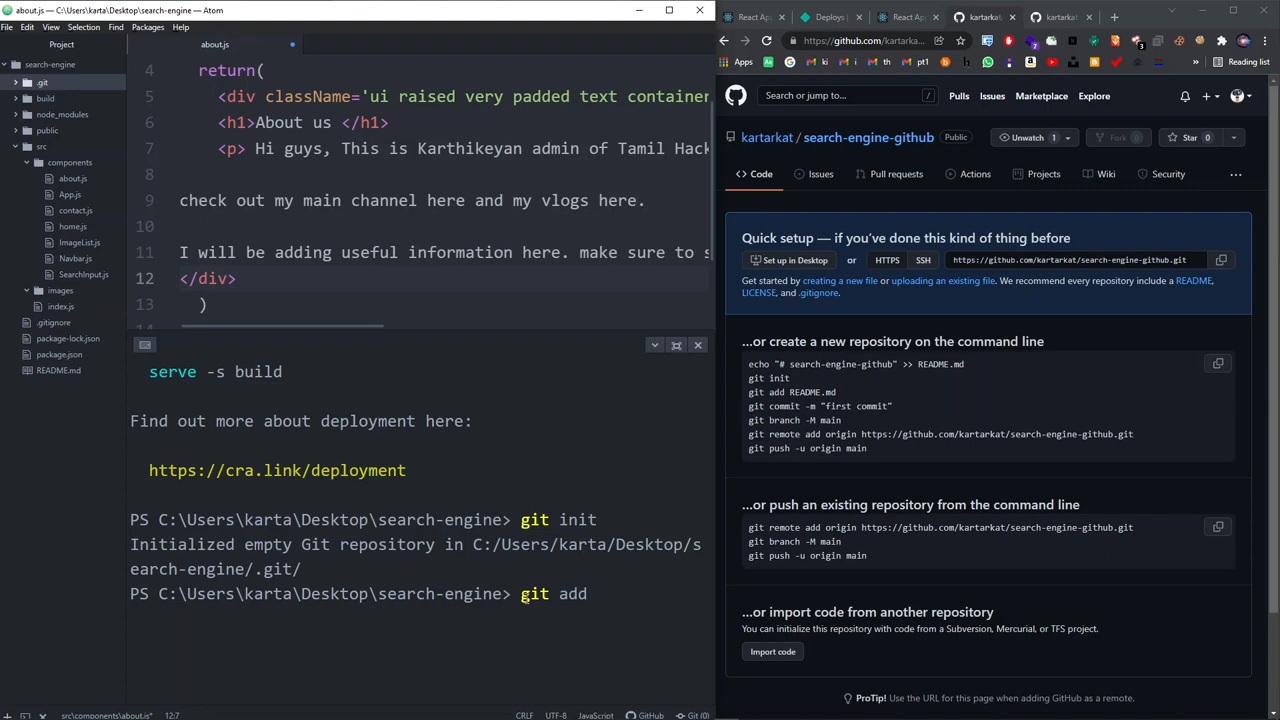 about.js — C:\Users\karta\Desktop\search-engine — Atom
File Edit View Selection Find Packages Help
Project
search-engine
.git
build
node_modules
public
src
components
about.js
App.js
contact.js
home.js
ImageList.js
Navbar.js
SearchInput.js
images
index.js
.gitignore
package-lock.json
package.json
README.md
about.js
4 return(
5 <div className='ui raised very padded text container
6 <h1>About us </h1>
7 <p> Hi guys, This is Karthikeyan admin of Tamil Hack
8
9 check out my main channel here and my vlogs here.
10
11 I will be adding useful information here. make sure to s
12 </div>
13 )
14
serve -s build
Find out more about deployment here:
https://cra.link/deployment
PS C:\Users\karta\Desktop\search-engine> git init
Initialized empty Git repository in C:/Users/karta/Desktop/s
earch-engine/.git/
PS C:\Users\karta\Desktop\search-engine> git add
src\components\about.js* 12:7
CRLF UTF-8 JavaScript GitHub Git (0)
React Ap Deploys | React Ap kartarkat kartarkat
https://github.com/kartarka...
Apps ki i th pt1 b Reading list
Search or jump to... /
Pulls Issues Marketplace Explore
kartarkat / search-engine-github Public
Unwatch 1 Fork 0 Star 0
Code Issues Pull requests Actions Projects Wiki Security
Quick setup — if you've done this kind of thing before
Set up in Desktop or HTTPS SSH https://github.com/kartarkat/search-engine-github.git
Get started by creating a new file or uploading an existing file. We recommend every repository include a README,
LICENSE, and .gitignore.
...or create a new repository on the command line
echo "# search-engine-github" >> README.md
git init
git add README.md
git commit -m "first commit"
git branch -M main
git remote add origin https://github.com/kartarkat/search-engine-github.git
git push -u origin main
...or push an existing repository from the command line
git remote add origin https://github.com/kartarkat/search-engine-github.git
git branch -M main
git push -u origin main
...or import code from another repository
You can initialize this repository with code from a Subversion, Mercurial, or TFS project.
Import code
ProTip! Use the URL for this page when adding GitHub as a remote.